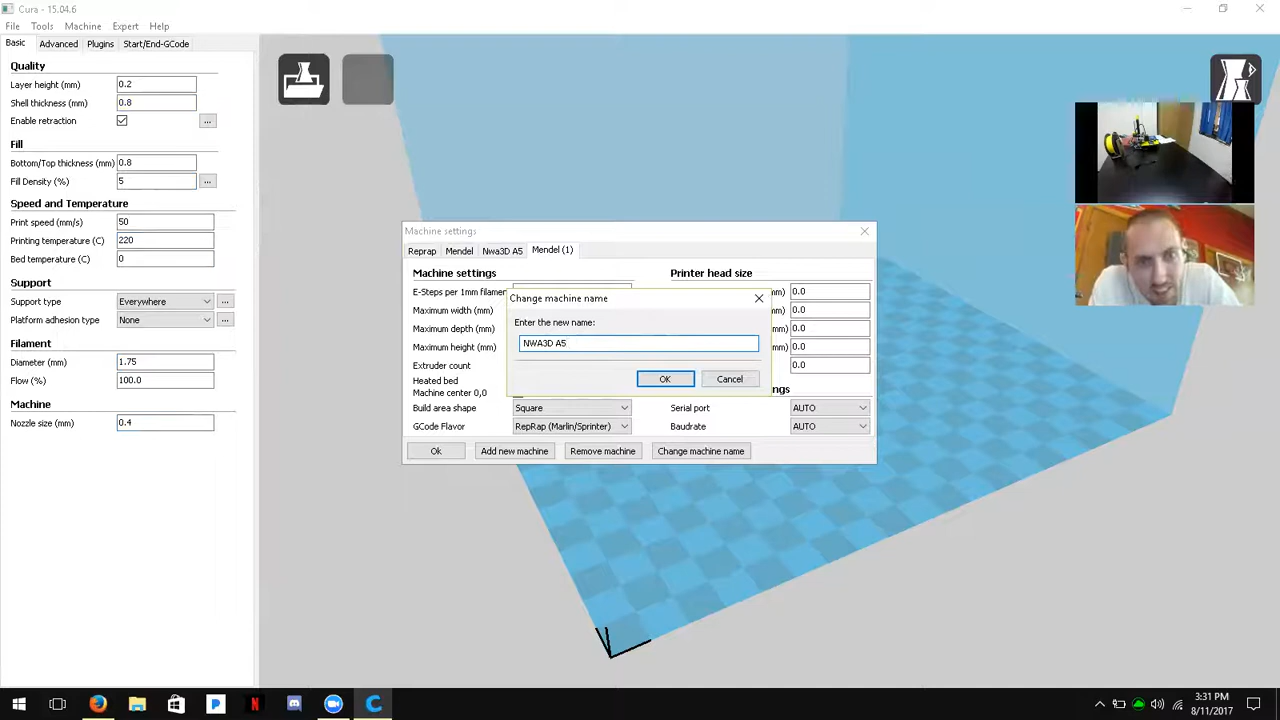 Cura - 15.04.6
File Tools Machine Expert Help
Basic Advanced Plugins Start/End-GCode
Quality
Layer height (mm) 0.2
Shell thickness (mm) 0.8
Enable retraction ...
Fill
Bottom/Top thickness (mm) 0.8
Fill Density (%) 5 ...
Speed and Temperature
Print speed (mm/s) 50
Printing temperature (C) 220
Bed temperature (C) 0
Support
Support type Everywhere ...
Platform adhesion type None ...
Filament
Diameter (mm) 1.75
Flow (%) 100.0
Machine
Nozzle size (mm) 0.4
Machine settings
Reprap Mendel Nwa3D A5 Mendel (1)
Machine settings Printer head size
E-Steps per 1mm filamen mm) 0.0
Maximum width (mm) mm) 0.0
Maximum depth (mm) mm) 0.0
Maximum height (mm) mm) 0.0
Extruder count 0.0
Heated bed ngs
Machine center 0,0
Build area shape Square Serial port AUTO
GCode Flavor RepRap (Marlin/Sprinter) Baudrate AUTO
Ok Add new machine Remove machine Change machine name
Change machine name
Enter the new name:
NWA3D A5
OK Cancel
3:31 PM
8/11/2017